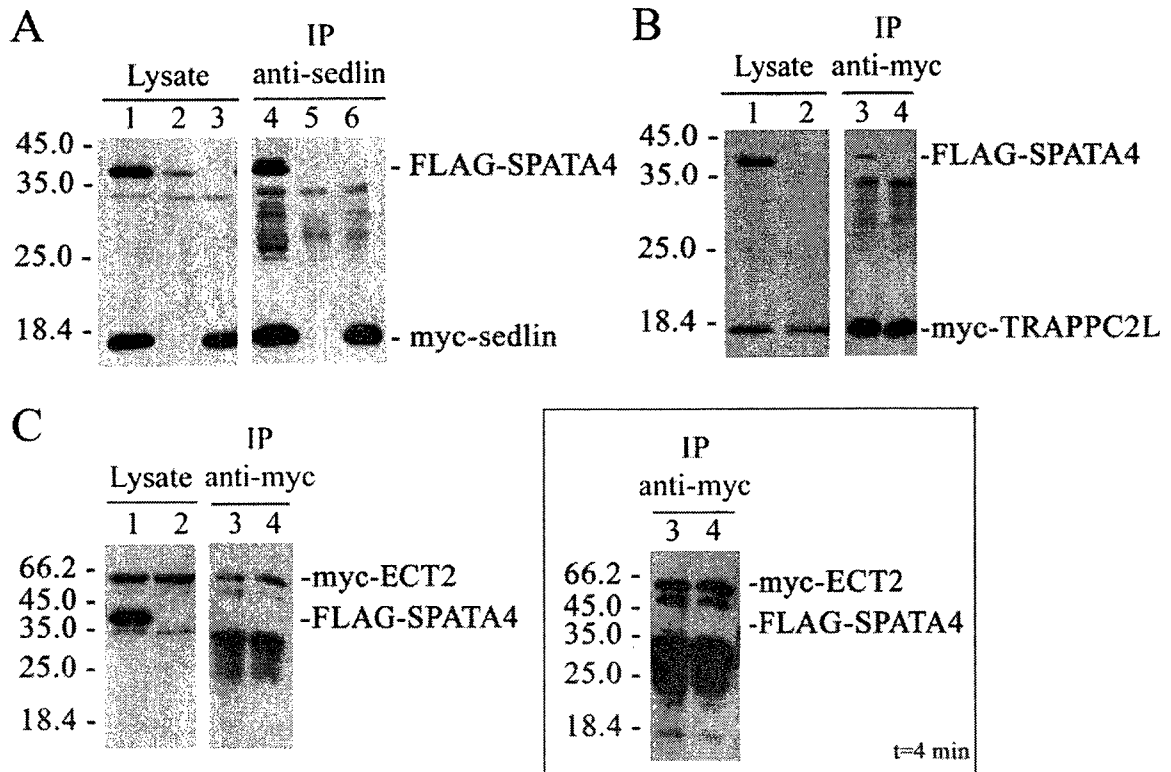 A
IP
Lysate anti-sedlin
1 2 3 4 5 6
45.0 -
35.0 -
25.0 -
18.4 -
- FLAG-SPATA4
- myc-sedlin
B
IP
Lysate anti-myc
1 2 3 4
45.0 -
35.0 -
25.0 -
18.4 -
-FLAG-SPATA4
-myc-TRAPPC2L
C
IP
Lysate anti-myc
1 2 3 4
66.2 -
45.0 -
35.0 -
25.0 -
18.4 -
-myc-ECT2
-FLAG-SPATA4
IP
anti-myc
3 4
66.2 -
45.0 -
35.0 -
25.0 -
18.4 -
-myc-ECT2
-FLAG-SPATA4
t=4 min